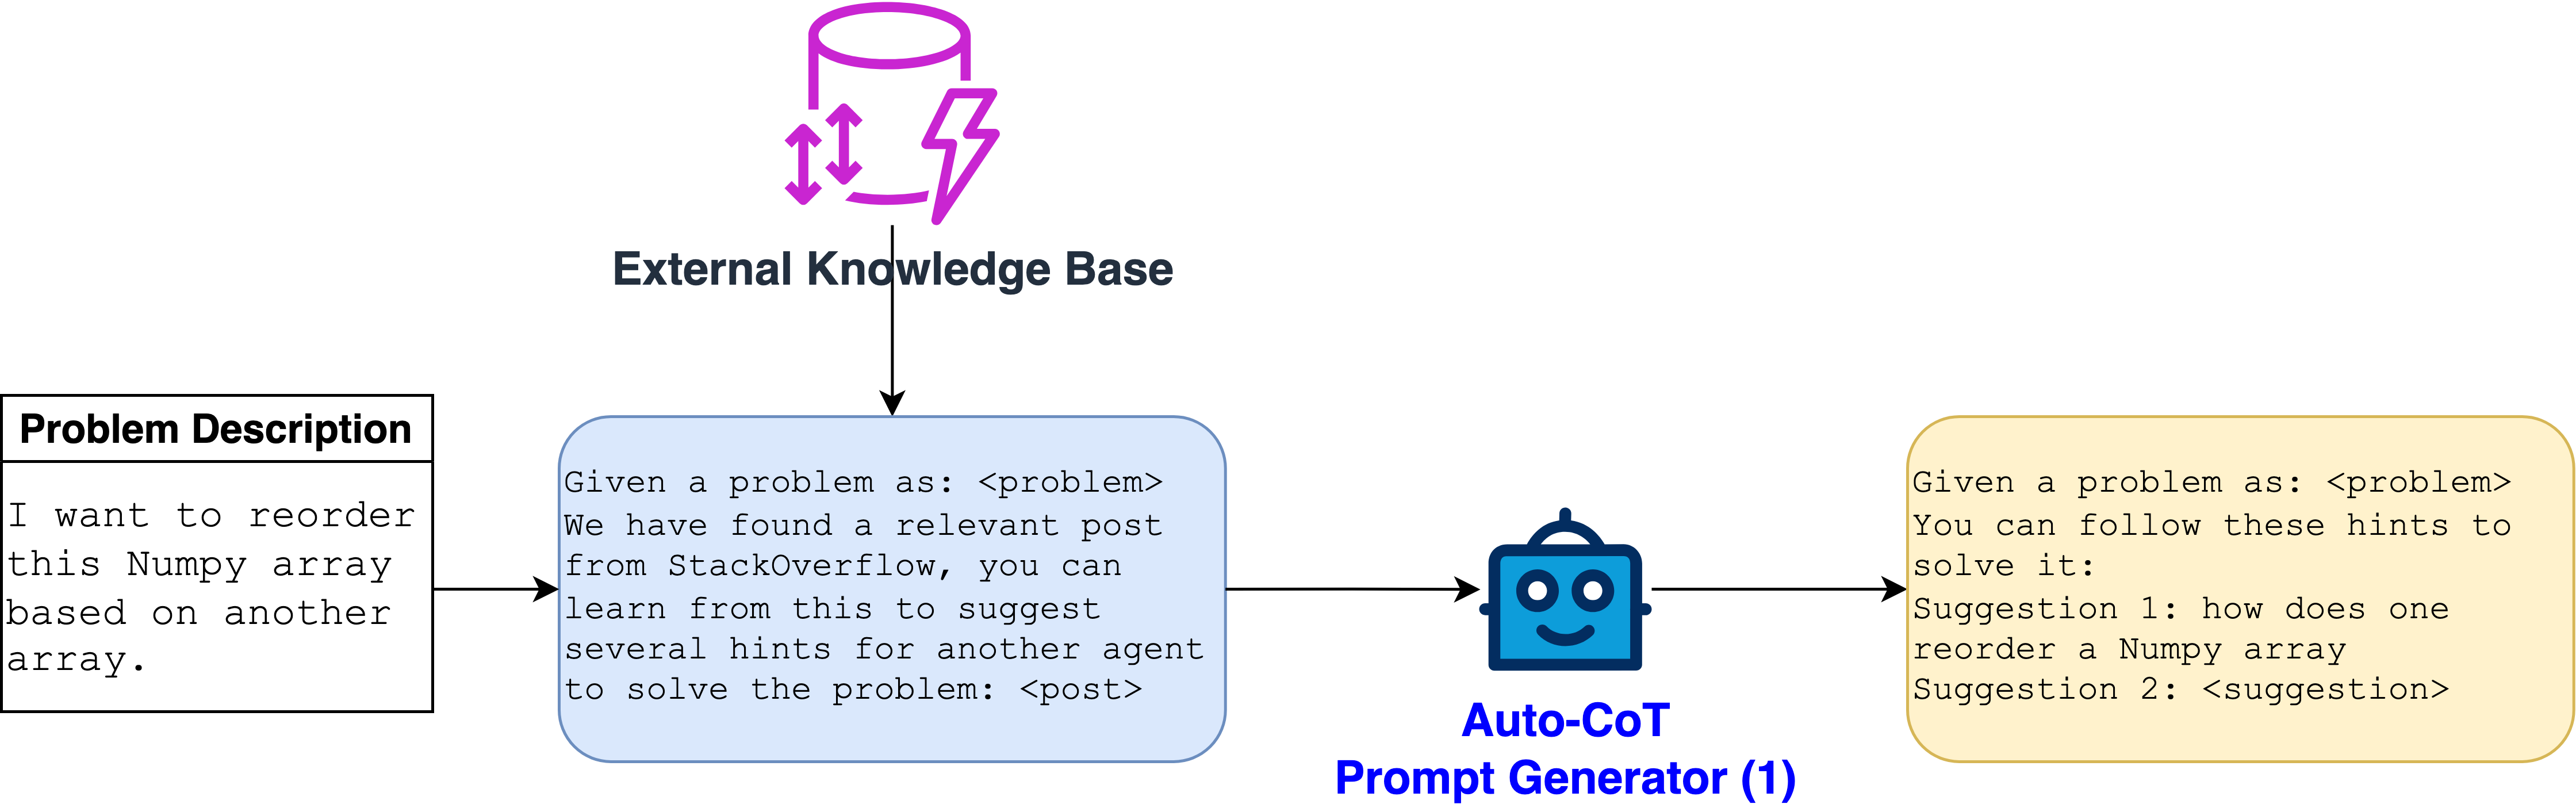 External Knowledge Base
Problem Description
I want to reorder
this Numpy array
based on another
array.
Given a problem as: <problem>
We have found a relevant post
from StackOverflow, you can
learn from this to suggest
several hints for another agent
to solve the problem: <post>
Auto-CoT
Prompt Generator (1)
Given a problem as: <problem>
You can follow these hints to
solve it:
Suggestion 1: how does one
reorder a Numpy array
Suggestion 2: <suggestion>